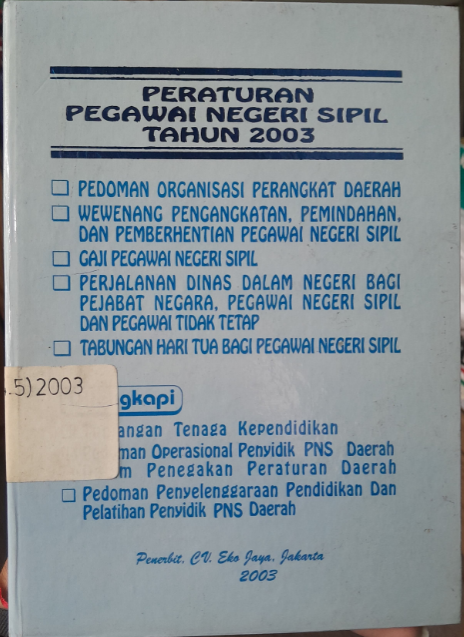 PERATURAN
PEGAWAI NEGERI SIPIL
TAHUN 2003
PEDOMAN ORGANISASI PERANGKAT DAERAH
WEWENANG PENGANGKATAN, PEMINDAHAN,
DAN PEMBERHENTIAN PEGAWAI NEGERI SIPIL
GAJI PEGAWAI NEGERI SIPIL
PERJALANAN DINAS DALAM NEGERI BAGI
PEJABAT NEGARA, PEGAWAI NEGERI SIPIL
DAN PEGAWAI TIDAK TETAP
TABUNGAN HARI TUA BAGI PEGAWAI NEGERI SIPIL
.5)2003
gkapi
angan Tenaga Kependidikan
man Operasional Penyidik PNS Daerah
m Penegakan Peraturan Daerah
Pedoman Penyelenggaraan Pendidikan Dan
Pelatihan Penyidik PNS Daerah
Penerbit, CV. Eko Jaya, Jakarta
2003